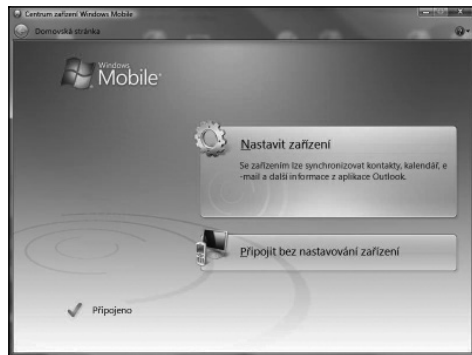 Centrum zařízení Windows Mobile
Domovská stránka
Windows
Mobile
Nastavit zařízení
Se zařízením lze synchronizovat kontakty, kalendář, e
-mail a další informace z aplikace Outlook.
Připojit bez nastavování zařízení
Připojeno